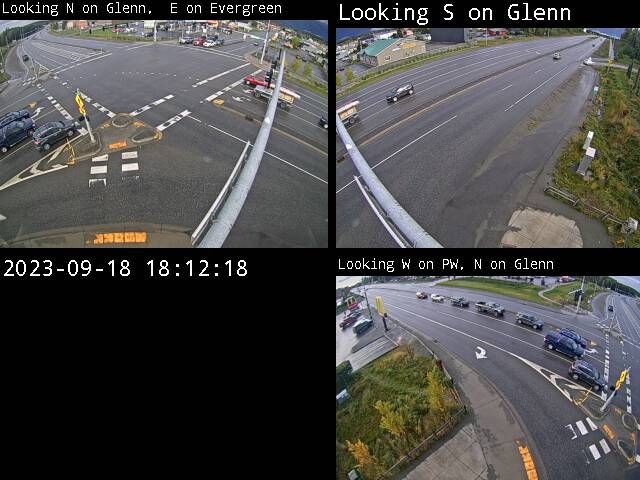 Looking N on Glenn,  E on Evergreen
Looking S on Glenn
2023-09-18 18:12:18
Looking W on PW, N on Glenn